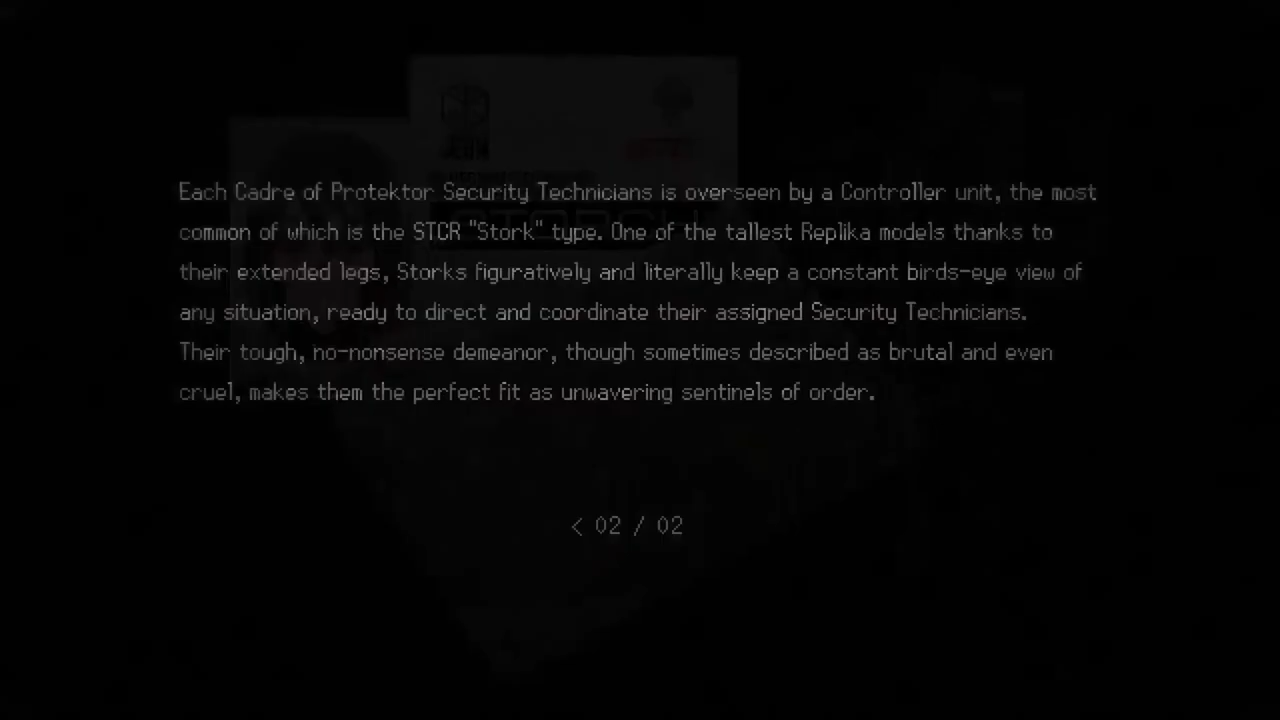 Each Cadre of Protektor Security Technicians is overseen by a Controller unit, the most
common of which is the STCR "Stork" type. One of the tallest Replika models thanks to
their extended legs, Storks figuratively and literally keep a constant birds-eye view of
any situation, ready to direct and coordinate their assigned Security Technicians.
Their tough, no-nonsense demeanor, though sometimes described as brutal and even
cruel, makes them the perfect fit as unwavering sentinels of order.
< 02 / 02